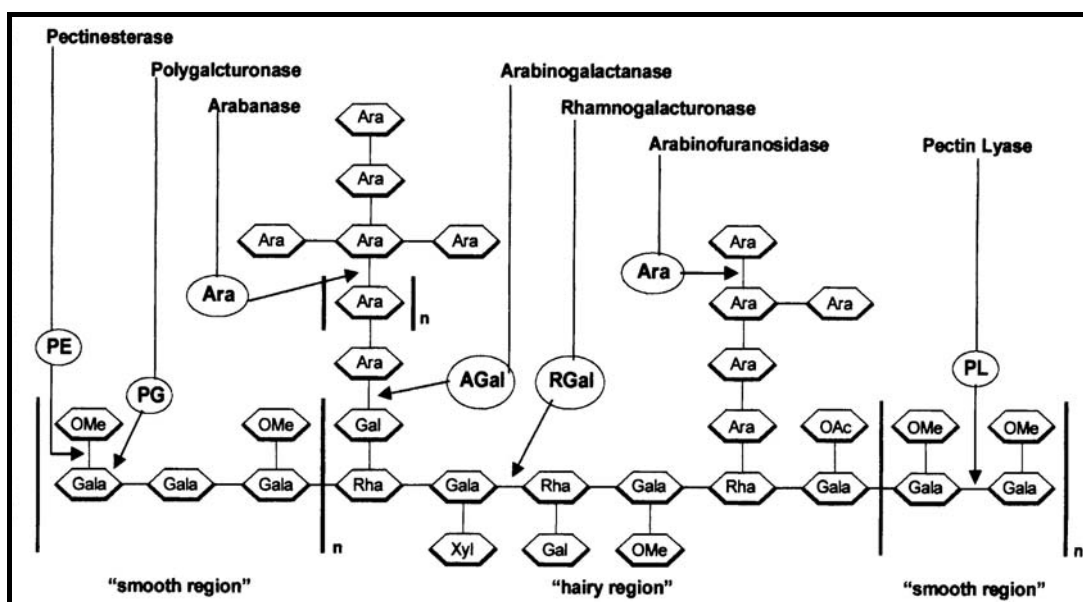 Pectinesterase
Polygalcturonase
Arabinogalactanase
Arabanase
Rhamnogalacturonase
Arabinofuranosidase
Pectin Lyase
Ara
Ara
Ara Ara Ara
Ara
Ara
Ara Ara
Ara
Ara n
Ara
PE
Ara
Ara
AGal
RGal
PL
PG
OMe OMe Gal Ara OAc OMe OMe
Gala Gala Gala Rha Gala Rha Gala Rha Gala Gala Gala
n n
Xyl Gal OMe
“smooth region” “hairy region” “smooth region”